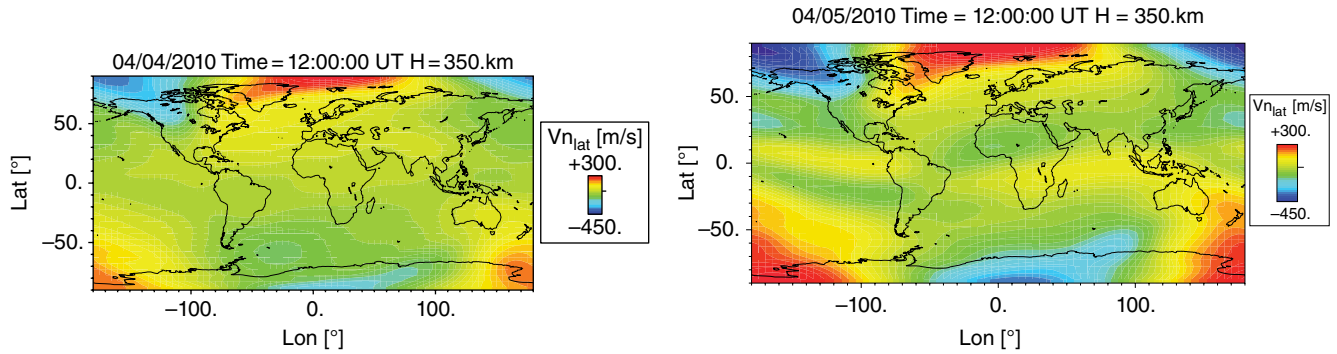 04/04/2010 Time = 12:00:00 UT H = 350.km
50.
0.
−50.
Lat [°]
−100.
0.
100.
Lon [°]
Vnlat [m/s]
+300.
−450.
04/05/2010 Time = 12:00:00 UT H = 350.km
50.
0.
−50.
Lat [°]
−100.
0.
100.
Lon [°]
Vnlat [m/s]
+300.
−450.